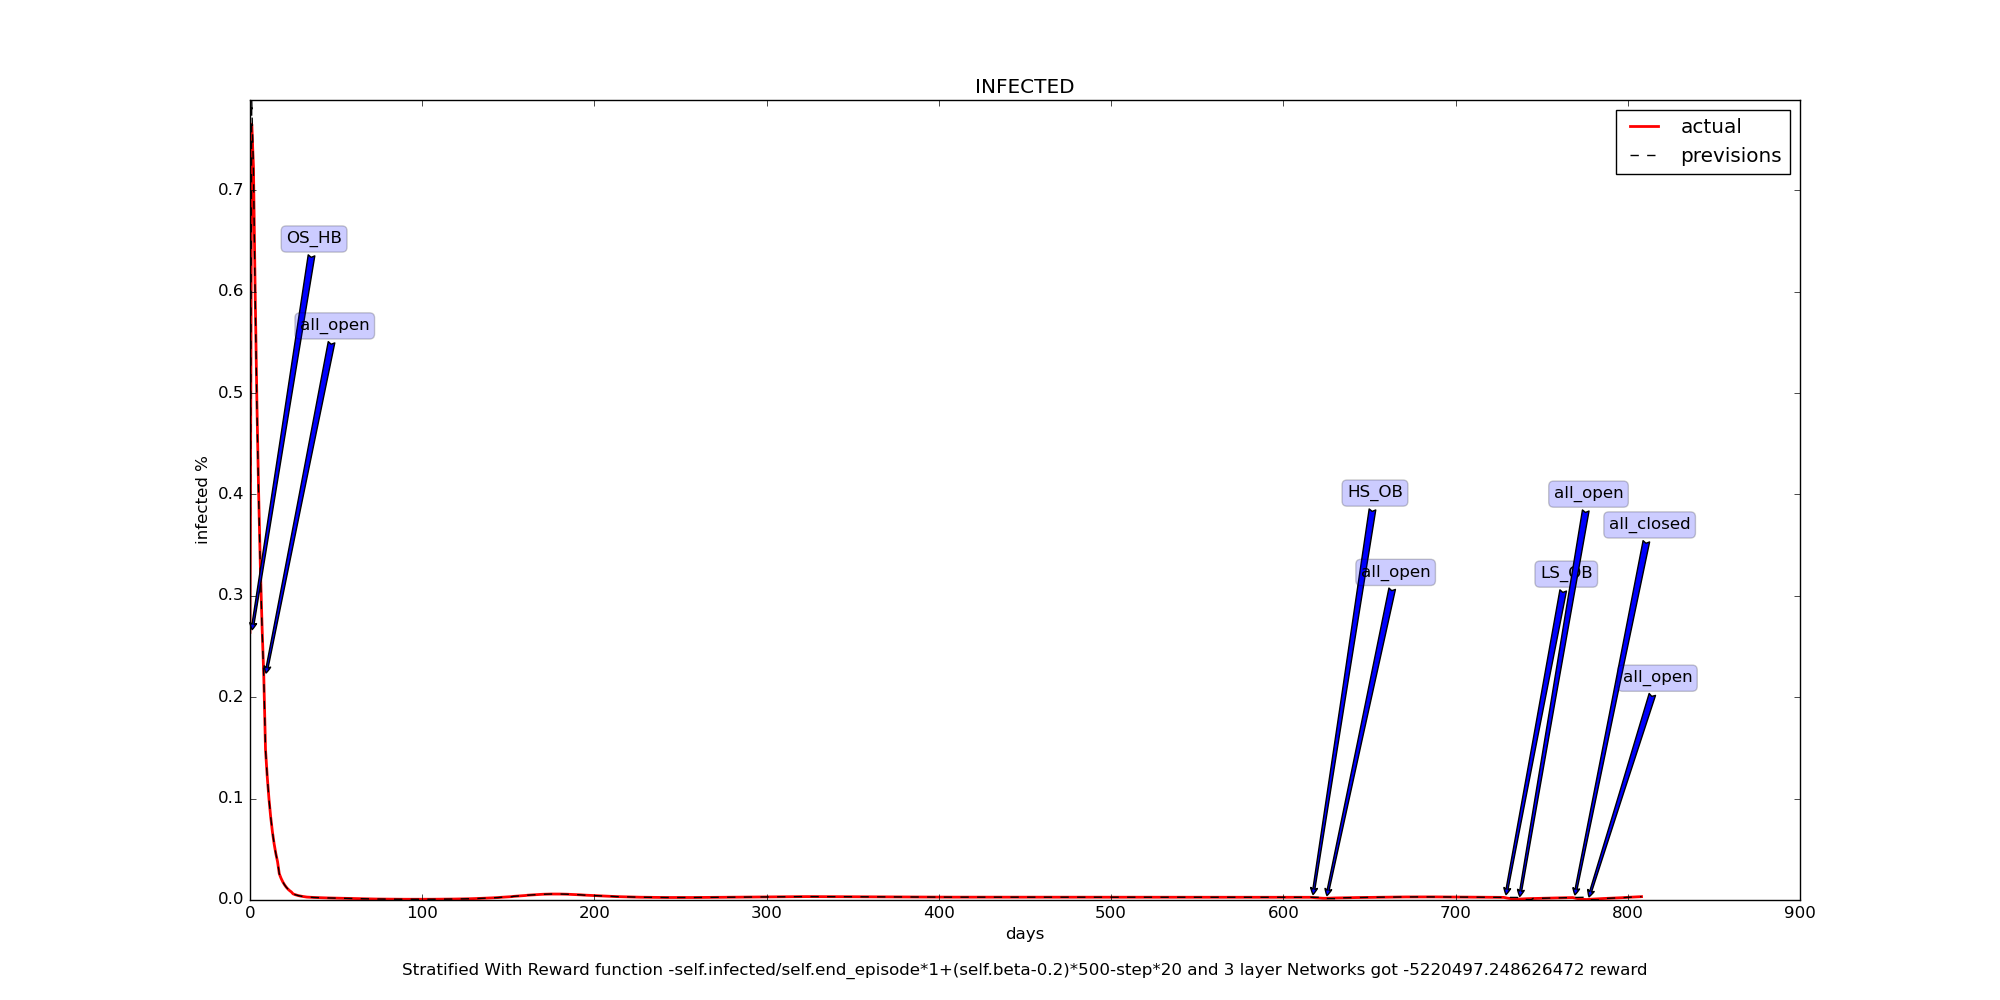 INFECTED
actual
previsions
0.7
0.6
0.5
0.4
0.3
0.2
0.1
0.0
infected %
OS_HB
all_open
HS_OB
all_open
all_open
all_closed
LS_OB
all_open
0 100 200 300 400 500 600 700 800 900
days
Stratified With Reward function -self.infected/self.end_episode*1+(self.beta-0.2)*500-step*20 and 3 layer Networks got -5220497.248626472 reward